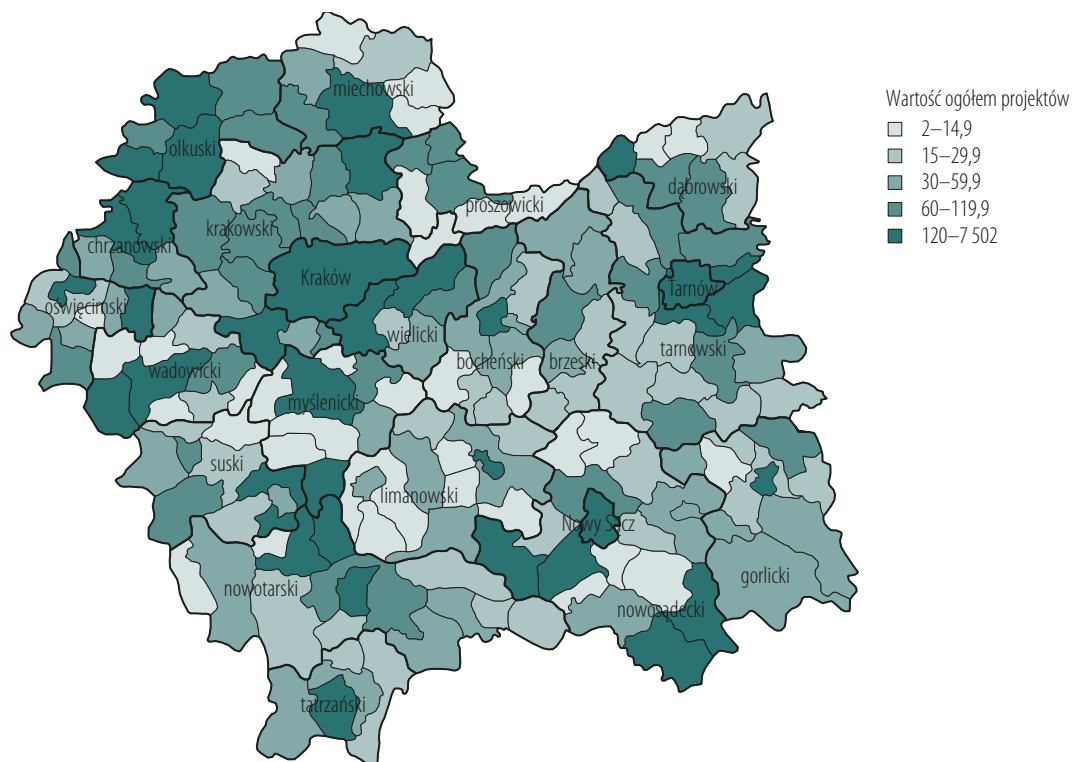 Wartość ogółem projektów
2–14,9
15–29,9
30–59,9
60–119,9
120–7 502
miechowski
olkuski
dąbrowski
proszowicki
krakowski
chrzanowski
Kraków
Tarnów
oświęcimski
wielicki
tarnowski
bocheński
brzeski
wadowicki
myślenicki
suski
limanowski
Nowy Sącz
gorlicki
nowotarski
nowosądecki
tatrzański